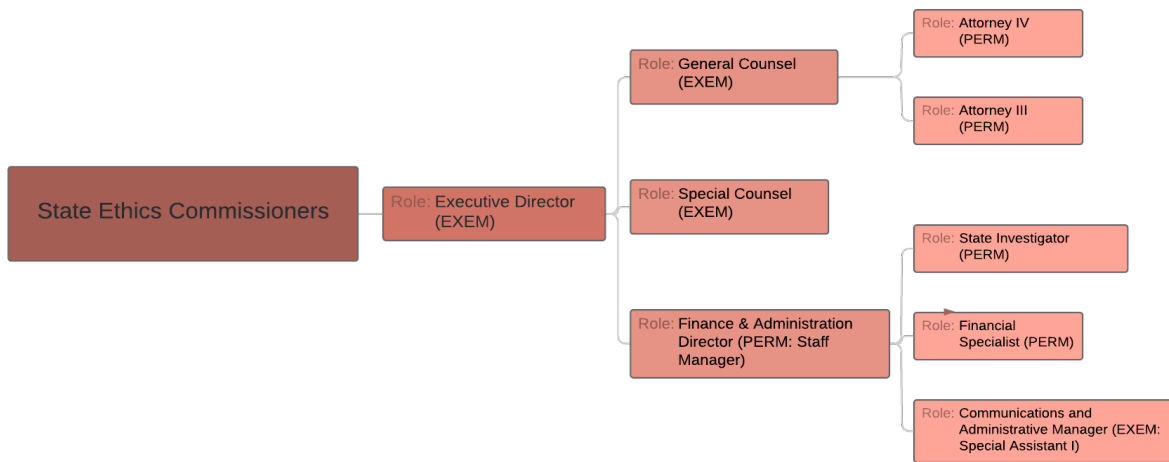 State Ethics Commissioners
Role: Executive Director
(EXEM)
Role: General Counsel
(EXEM)
Role: Attorney IV
(PERM)
Role: Attorney III
(PERM)
Role: Special Counsel
(EXEM)
Role: Finance & Administration
Director (PERM: Staff
Manager)
Role: State Investigator
(PERM)
Role: Financial
Specialist (PERM)
Role: Communications and
Administrative Manager (EXEM:
Special Assistant I)